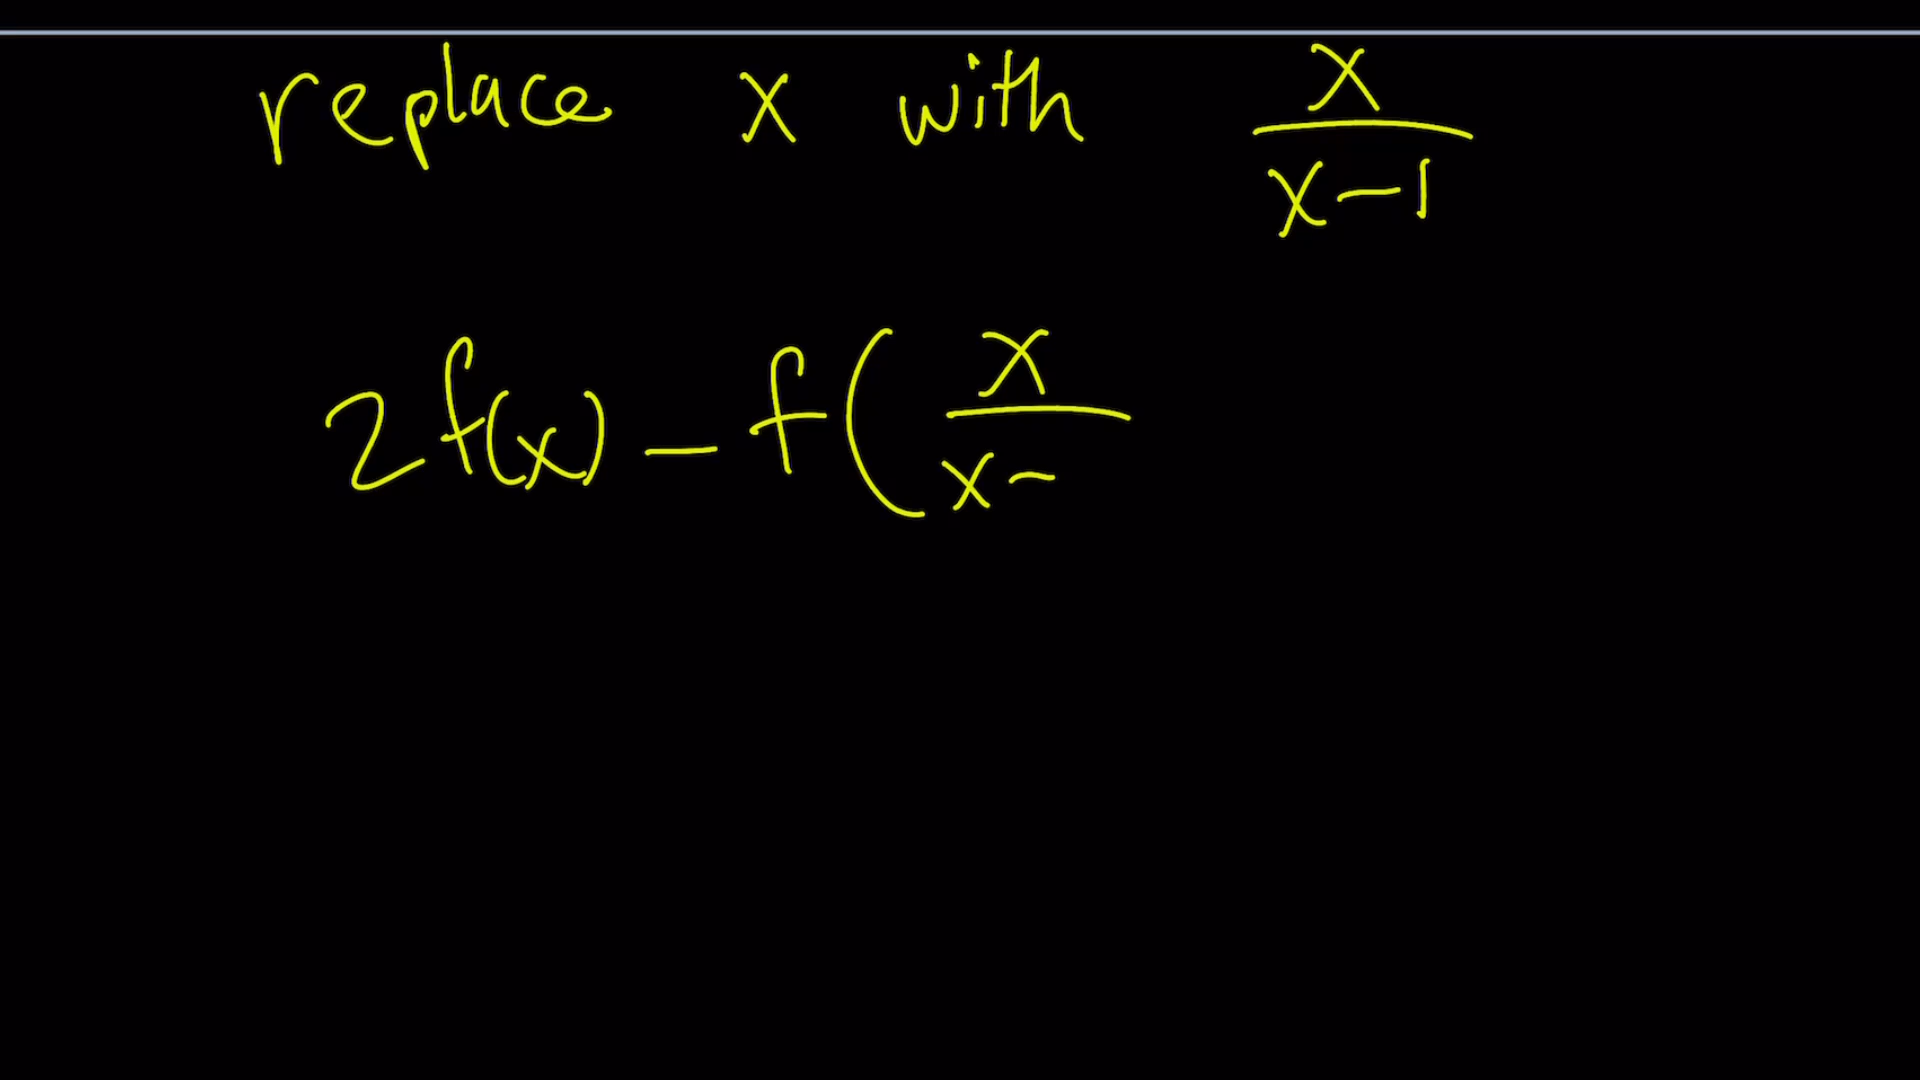 replace x with x/(x-1)
2f(x) - f(x/(x-